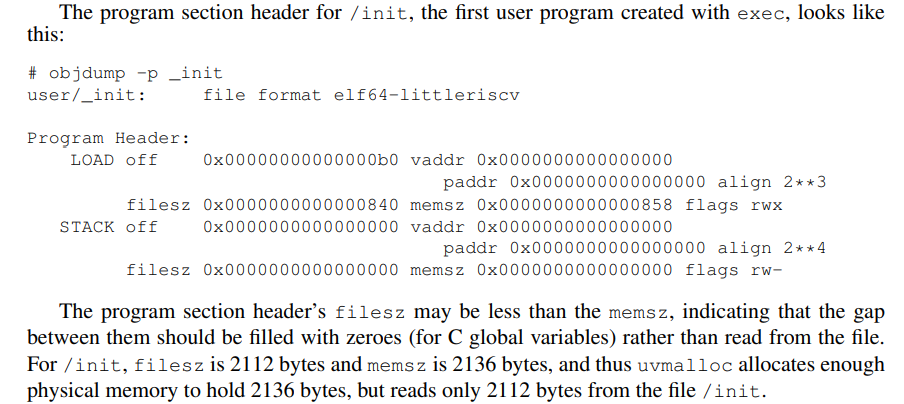 The program section header for /init, the first user program created with exec, looks like
this:
# objdump -p _init
user/_init:     file format elf64-littleriscv
Program Header:
    LOAD off    0x00000000000000b0 vaddr 0x0000000000000000
                                       paddr 0x0000000000000000 align 2**3
         filesz 0x0000000000000840 memsz 0x0000000000000858 flags rwx
   STACK off    0x0000000000000000 vaddr 0x0000000000000000
                                       paddr 0x0000000000000000 align 2**4
         filesz 0x0000000000000000 memsz 0x0000000000000000 flags rw-
The program section header's filesz may be less than the memsz, indicating that the gap
between them should be filled with zeroes (for C global variables) rather than read from the file.
For /init, filesz is 2112 bytes and memsz is 2136 bytes, and thus uvmalloc allocates enough
physical memory to hold 2136 bytes, but reads only 2112 bytes from the file /init.